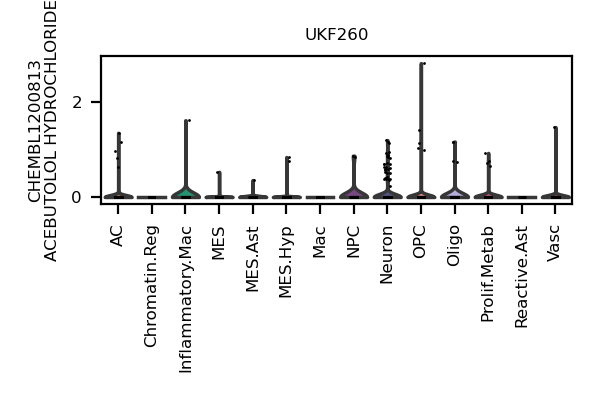 UKF260
CHEMBL1200813
ACEBUTOLOL HYDROCHLORIDE
2
0
AC
Chromatin.Reg
Inflammatory.Mac
MES
MES.Ast
MES.Hyp
Mac
NPC
Neuron
OPC
Oligo
Prolif.Metab
Reactive.Ast
Vasc